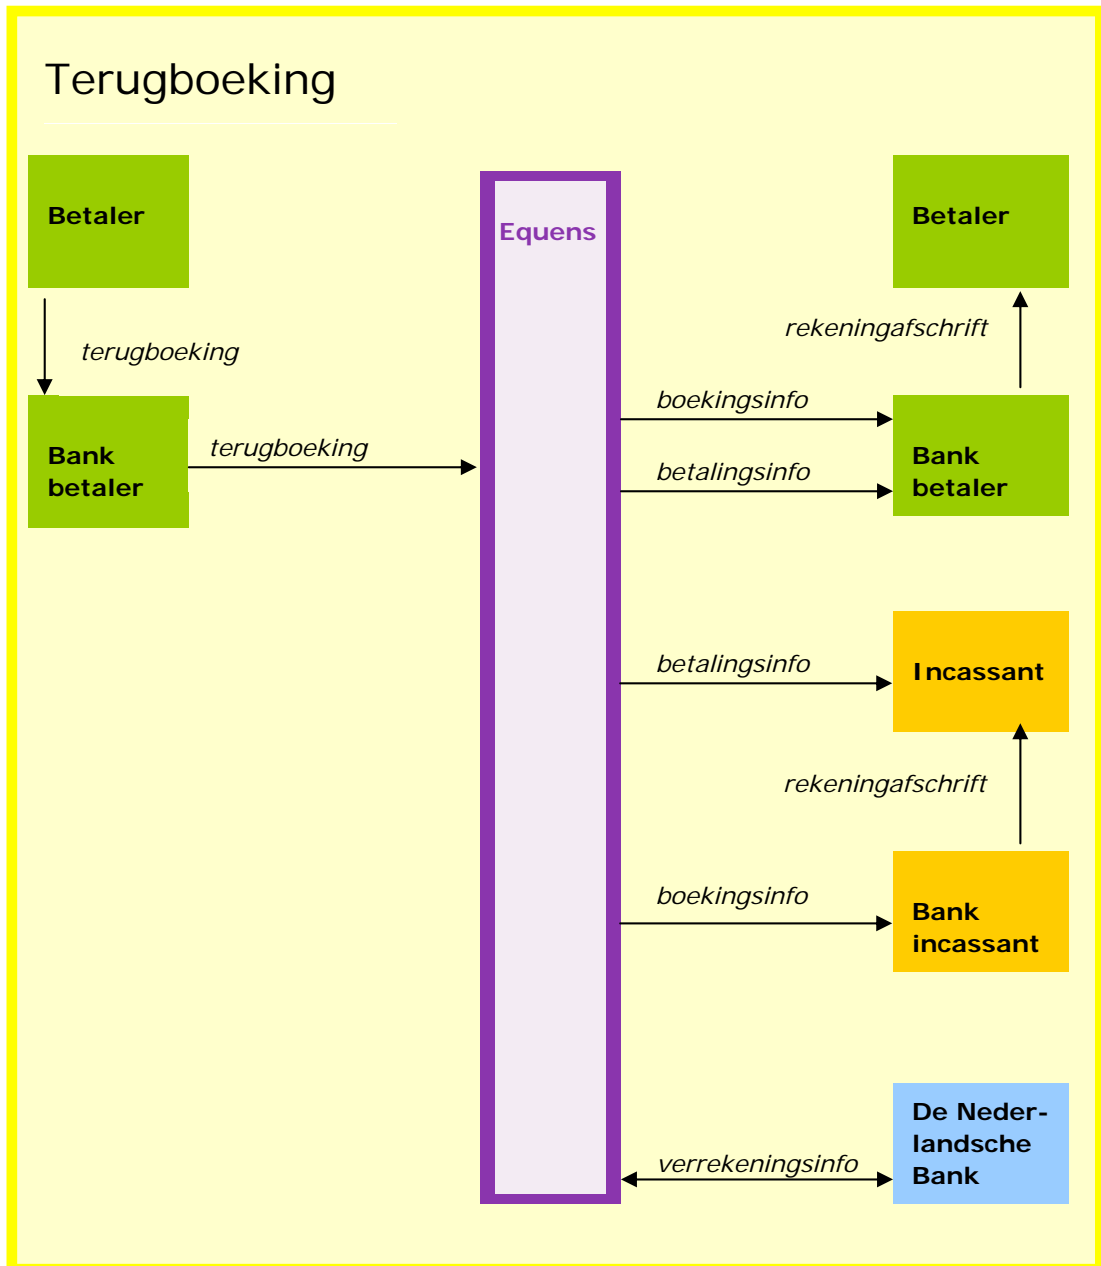 Terugboeking
Betaler
terugboeking
Bank
betaler
terugboeking
Equens
Betaler
rekeningafschrift
boekingsinfo
betalingsinfo
Bank
betaler
betalingsinfo
Incassant
rekeningafschrift
boekingsinfo
Bank
incassant
verrekeningsinfo
De Neder-
landsche
Bank